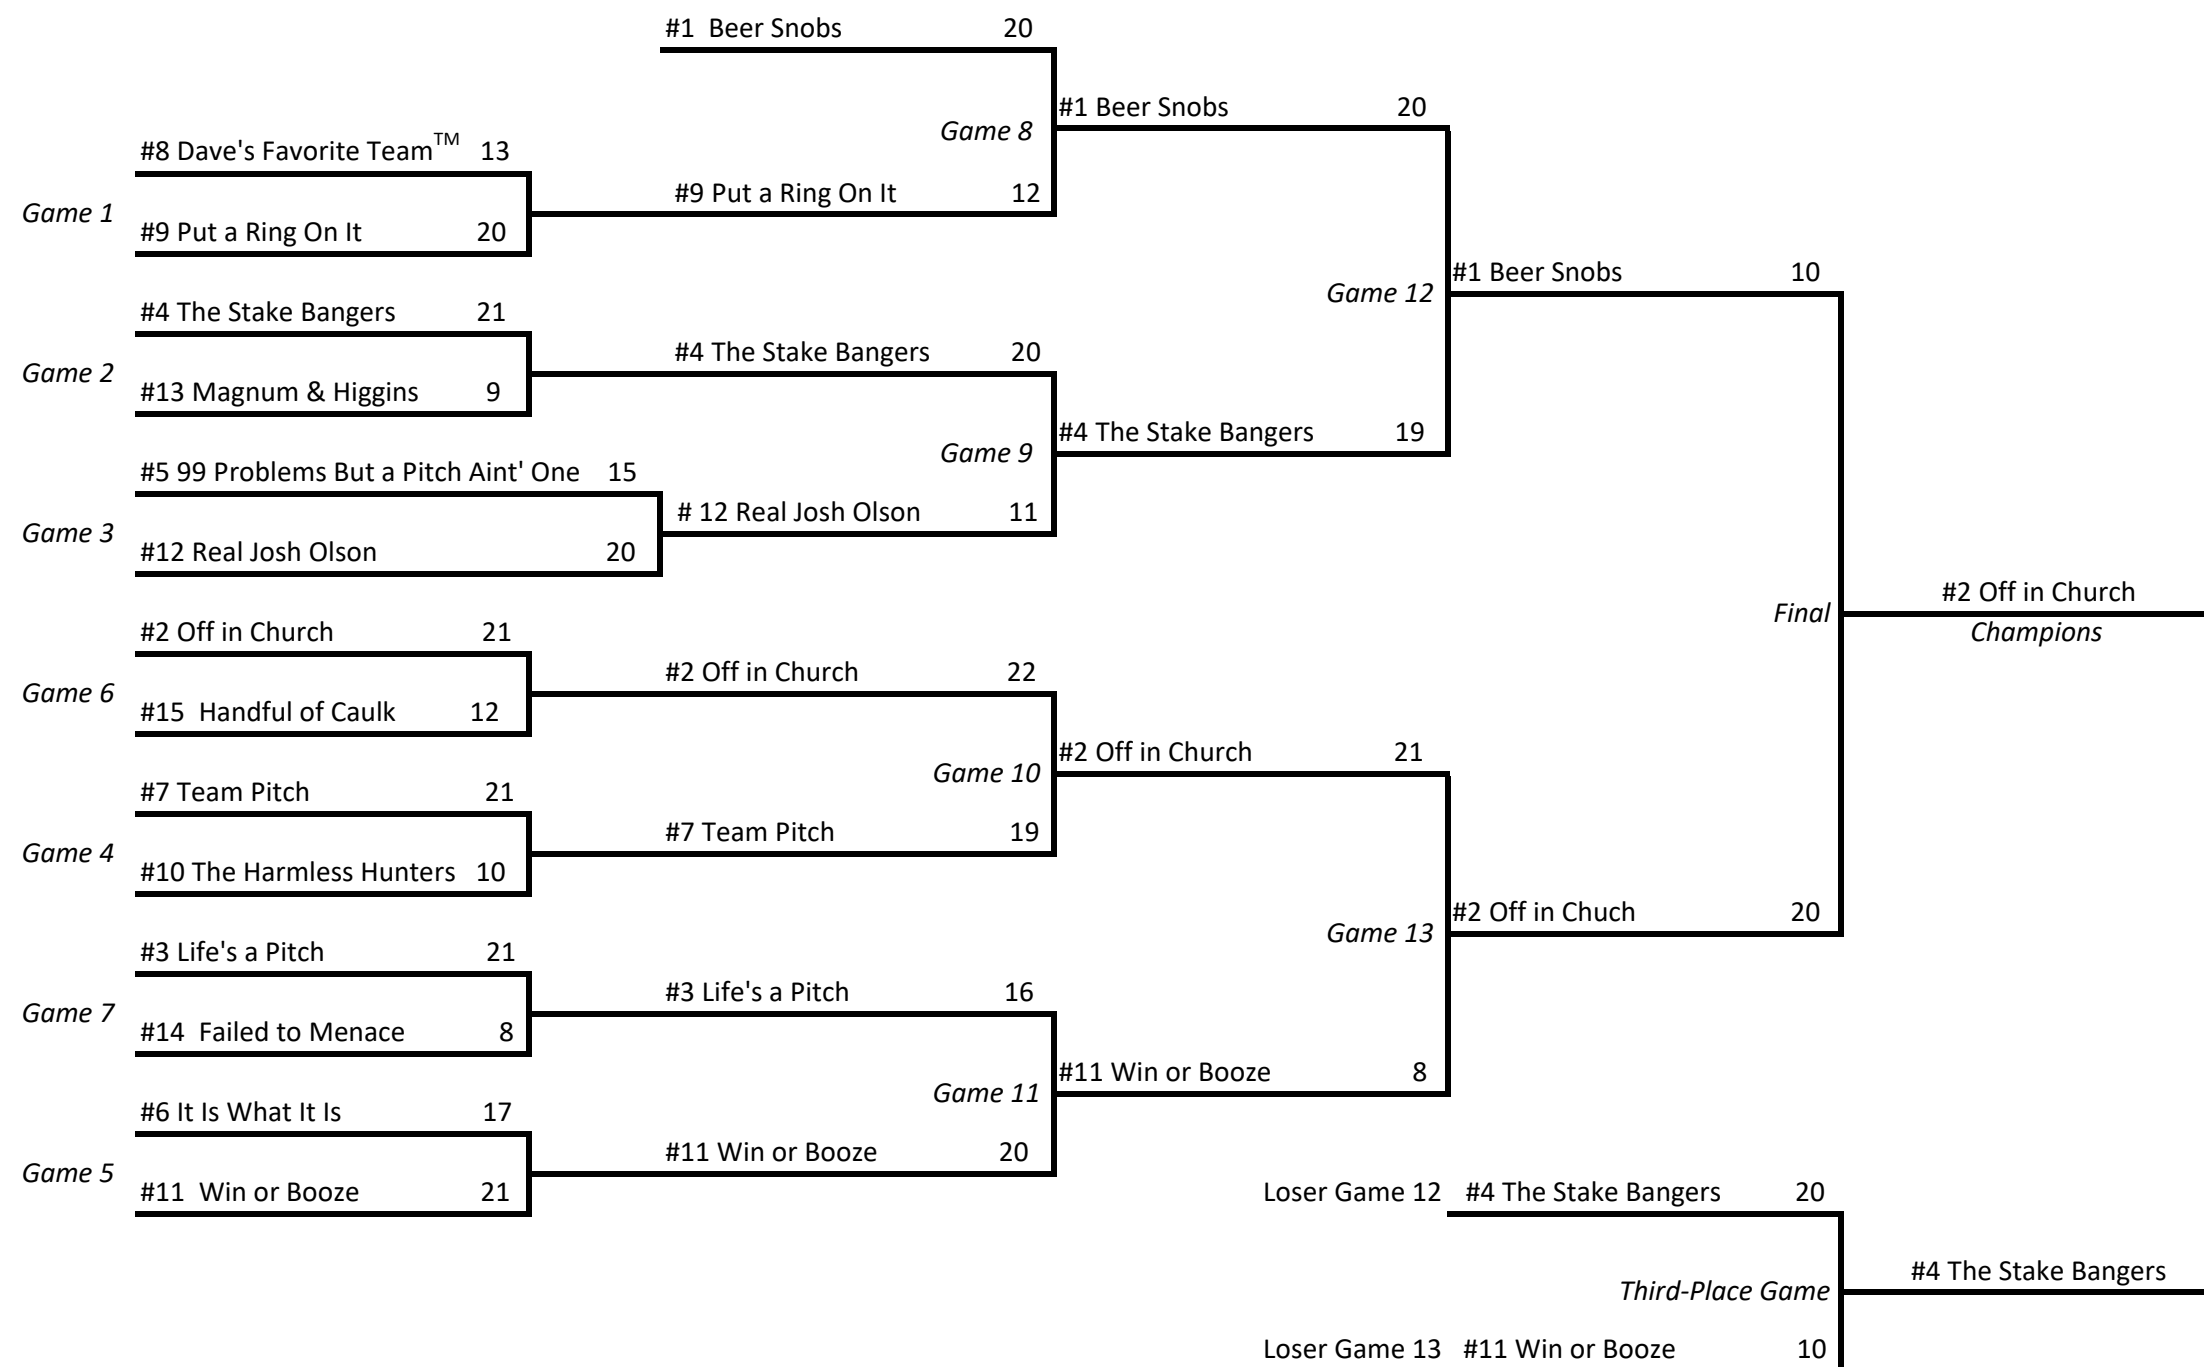 #1  Beer Snobs 20
#1 Beer Snobs 20
Game 8
#8 Dave's Favorite Team™ 13
#9 Put a Ring On It 12
Game 1
#9 Put a Ring On It 20
#1 Beer Snobs 10
Game 12
#4 The Stake Bangers 21
#4 The Stake Bangers 20
Game 2
#13 Magnum & Higgins 9
#4 The Stake Bangers 19
Game 9
#5 99 Problems But a Pitch Aint' One 15
# 12 Real Josh Olson 11
Game 3
#12 Real Josh Olson 20
#2 Off in Church
Final
Champions
#2 Off in Church 21
#2 Off in Church 22
Game 6
#15  Handful of Caulk 12
#2 Off in Church 21
Game 10
#7 Team Pitch 21
#7 Team Pitch 19
Game 4
#10 The Harmless Hunters 10
#2 Off in Chuch 20
Game 13
#3 Life's a Pitch 21
#3 Life's a Pitch 16
Game 7
#14  Failed to Menace 8
#11 Win or Booze 8
Game 11
#6 It Is What It Is 17
#11 Win or Booze 20
Game 5
#11  Win or Booze 21
Loser Game 12 #4 The Stake Bangers 20
#4 The Stake Bangers
Third-Place Game
Loser Game 13 #11 Win or Booze 10